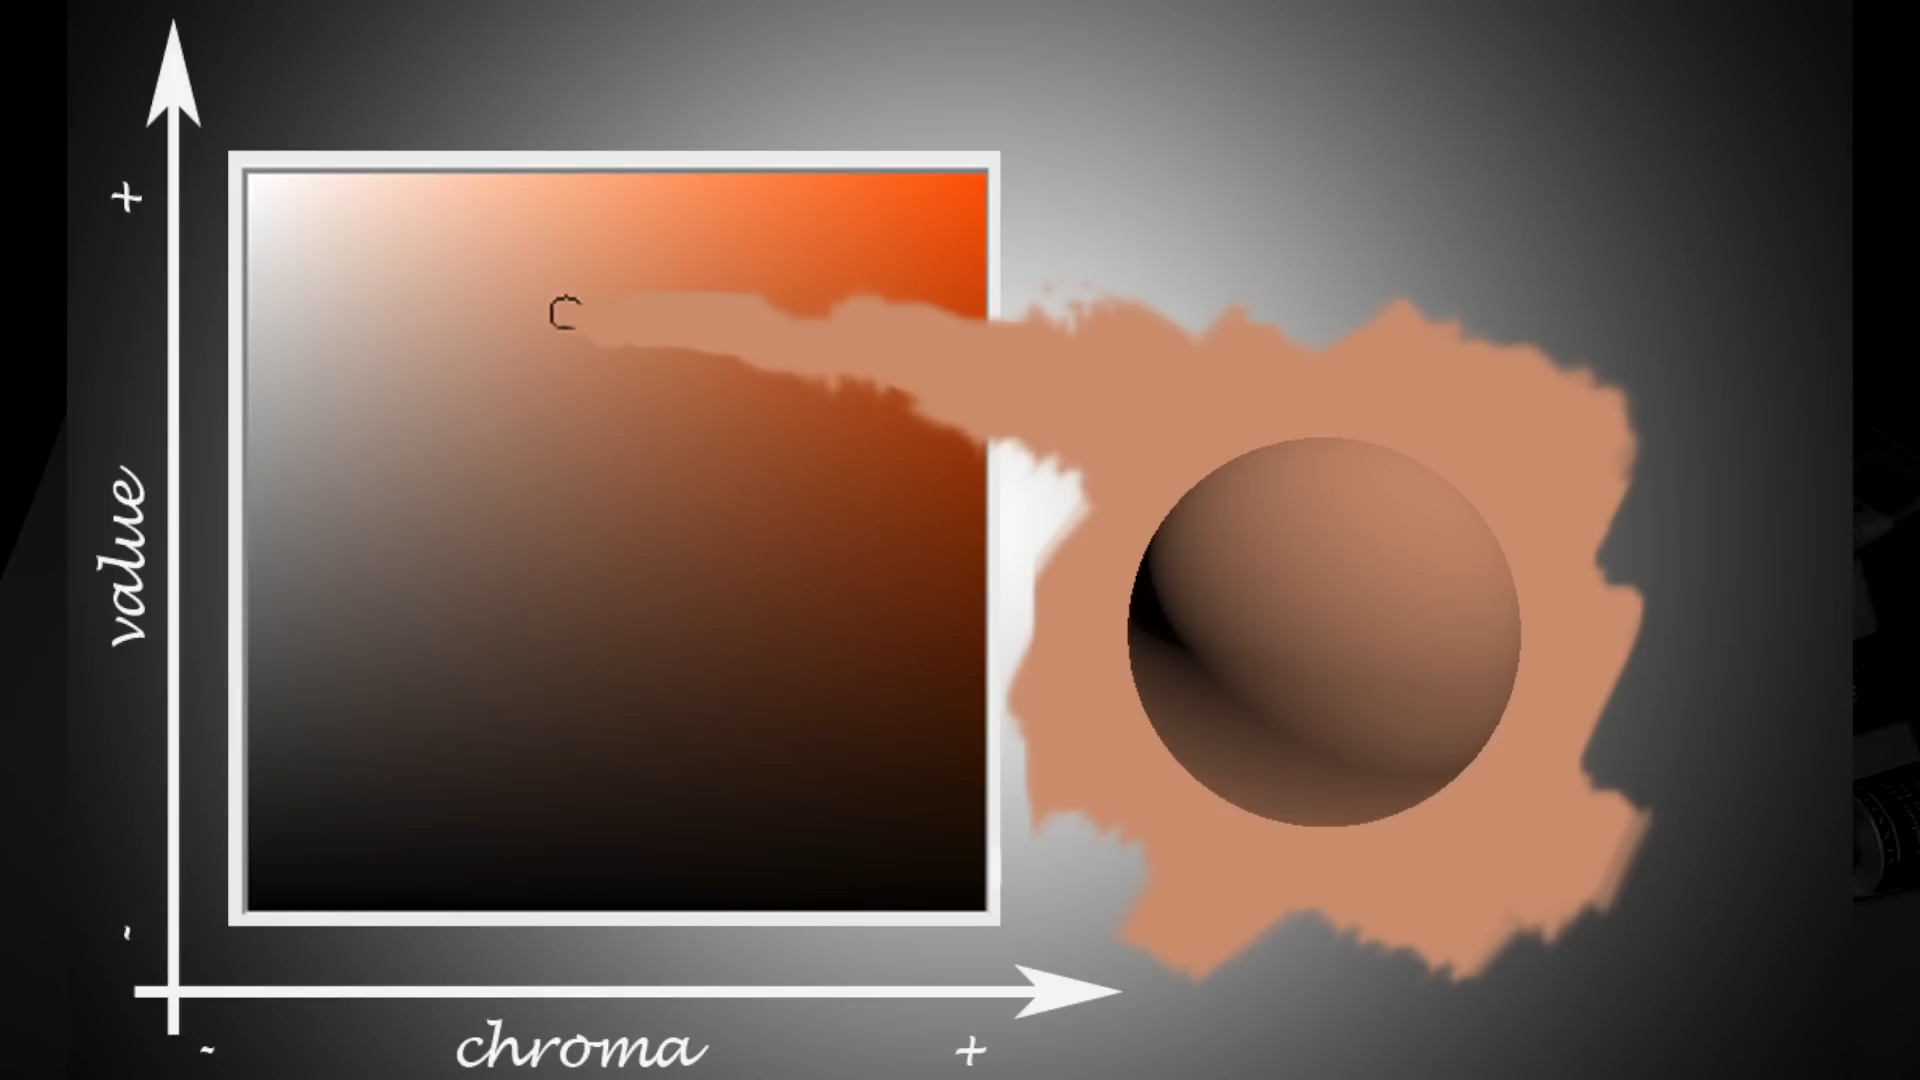 +
value
-
- chroma +